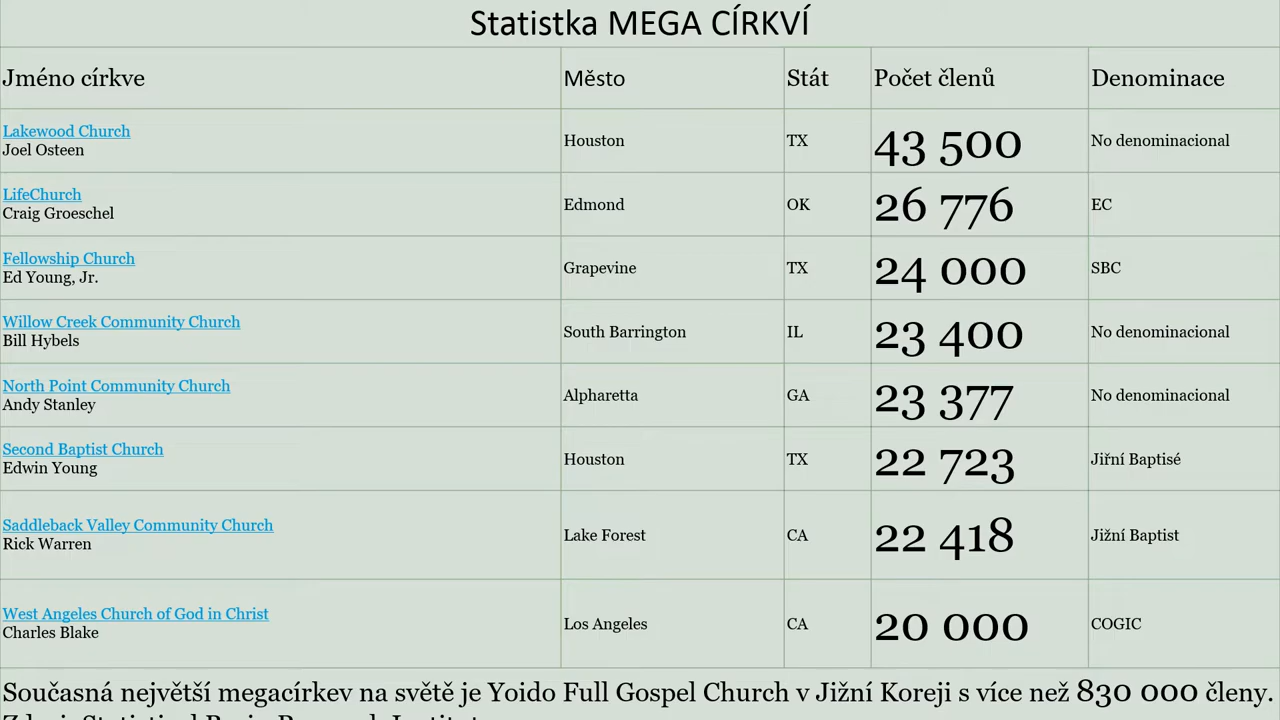 Statistka MEGA CÍRKVÍ
Jméno církve Město Stát Počet členů Denominace
Lakewood Church
Joel Osteen Houston TX 43 500 No denominacional
LifeChurch
Craig Groeschel Edmond OK 26 776 EC
Fellowship Church
Ed Young, Jr. Grapevine TX 24 000 SBC
Willow Creek Community Church
Bill Hybels South Barrington IL 23 400 No denominacional
North Point Community Church
Andy Stanley Alpharetta GA 23 377 No denominacional
Second Baptist Church
Edwin Young Houston TX 22 723 Jiřní Baptisé
Saddleback Valley Community Church
Rick Warren Lake Forest CA 22 418 Jižní Baptist
West Angeles Church of God in Christ
Charles Blake Los Angeles CA 20 000 COGIC
Současná největší megacírkev na světě je Yoido Full Gospel Church v Jižní Koreji s více než 830 000 členy.